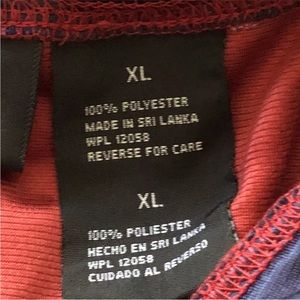 XL
100% POLYESTER
MADE IN SRI LANKA
WPL 12058
REVERSE FOR CARE
XL
100% POLIESTER
HECHO EN SRI LANKA
WPL 12058
CUIDADO AL REVERSO